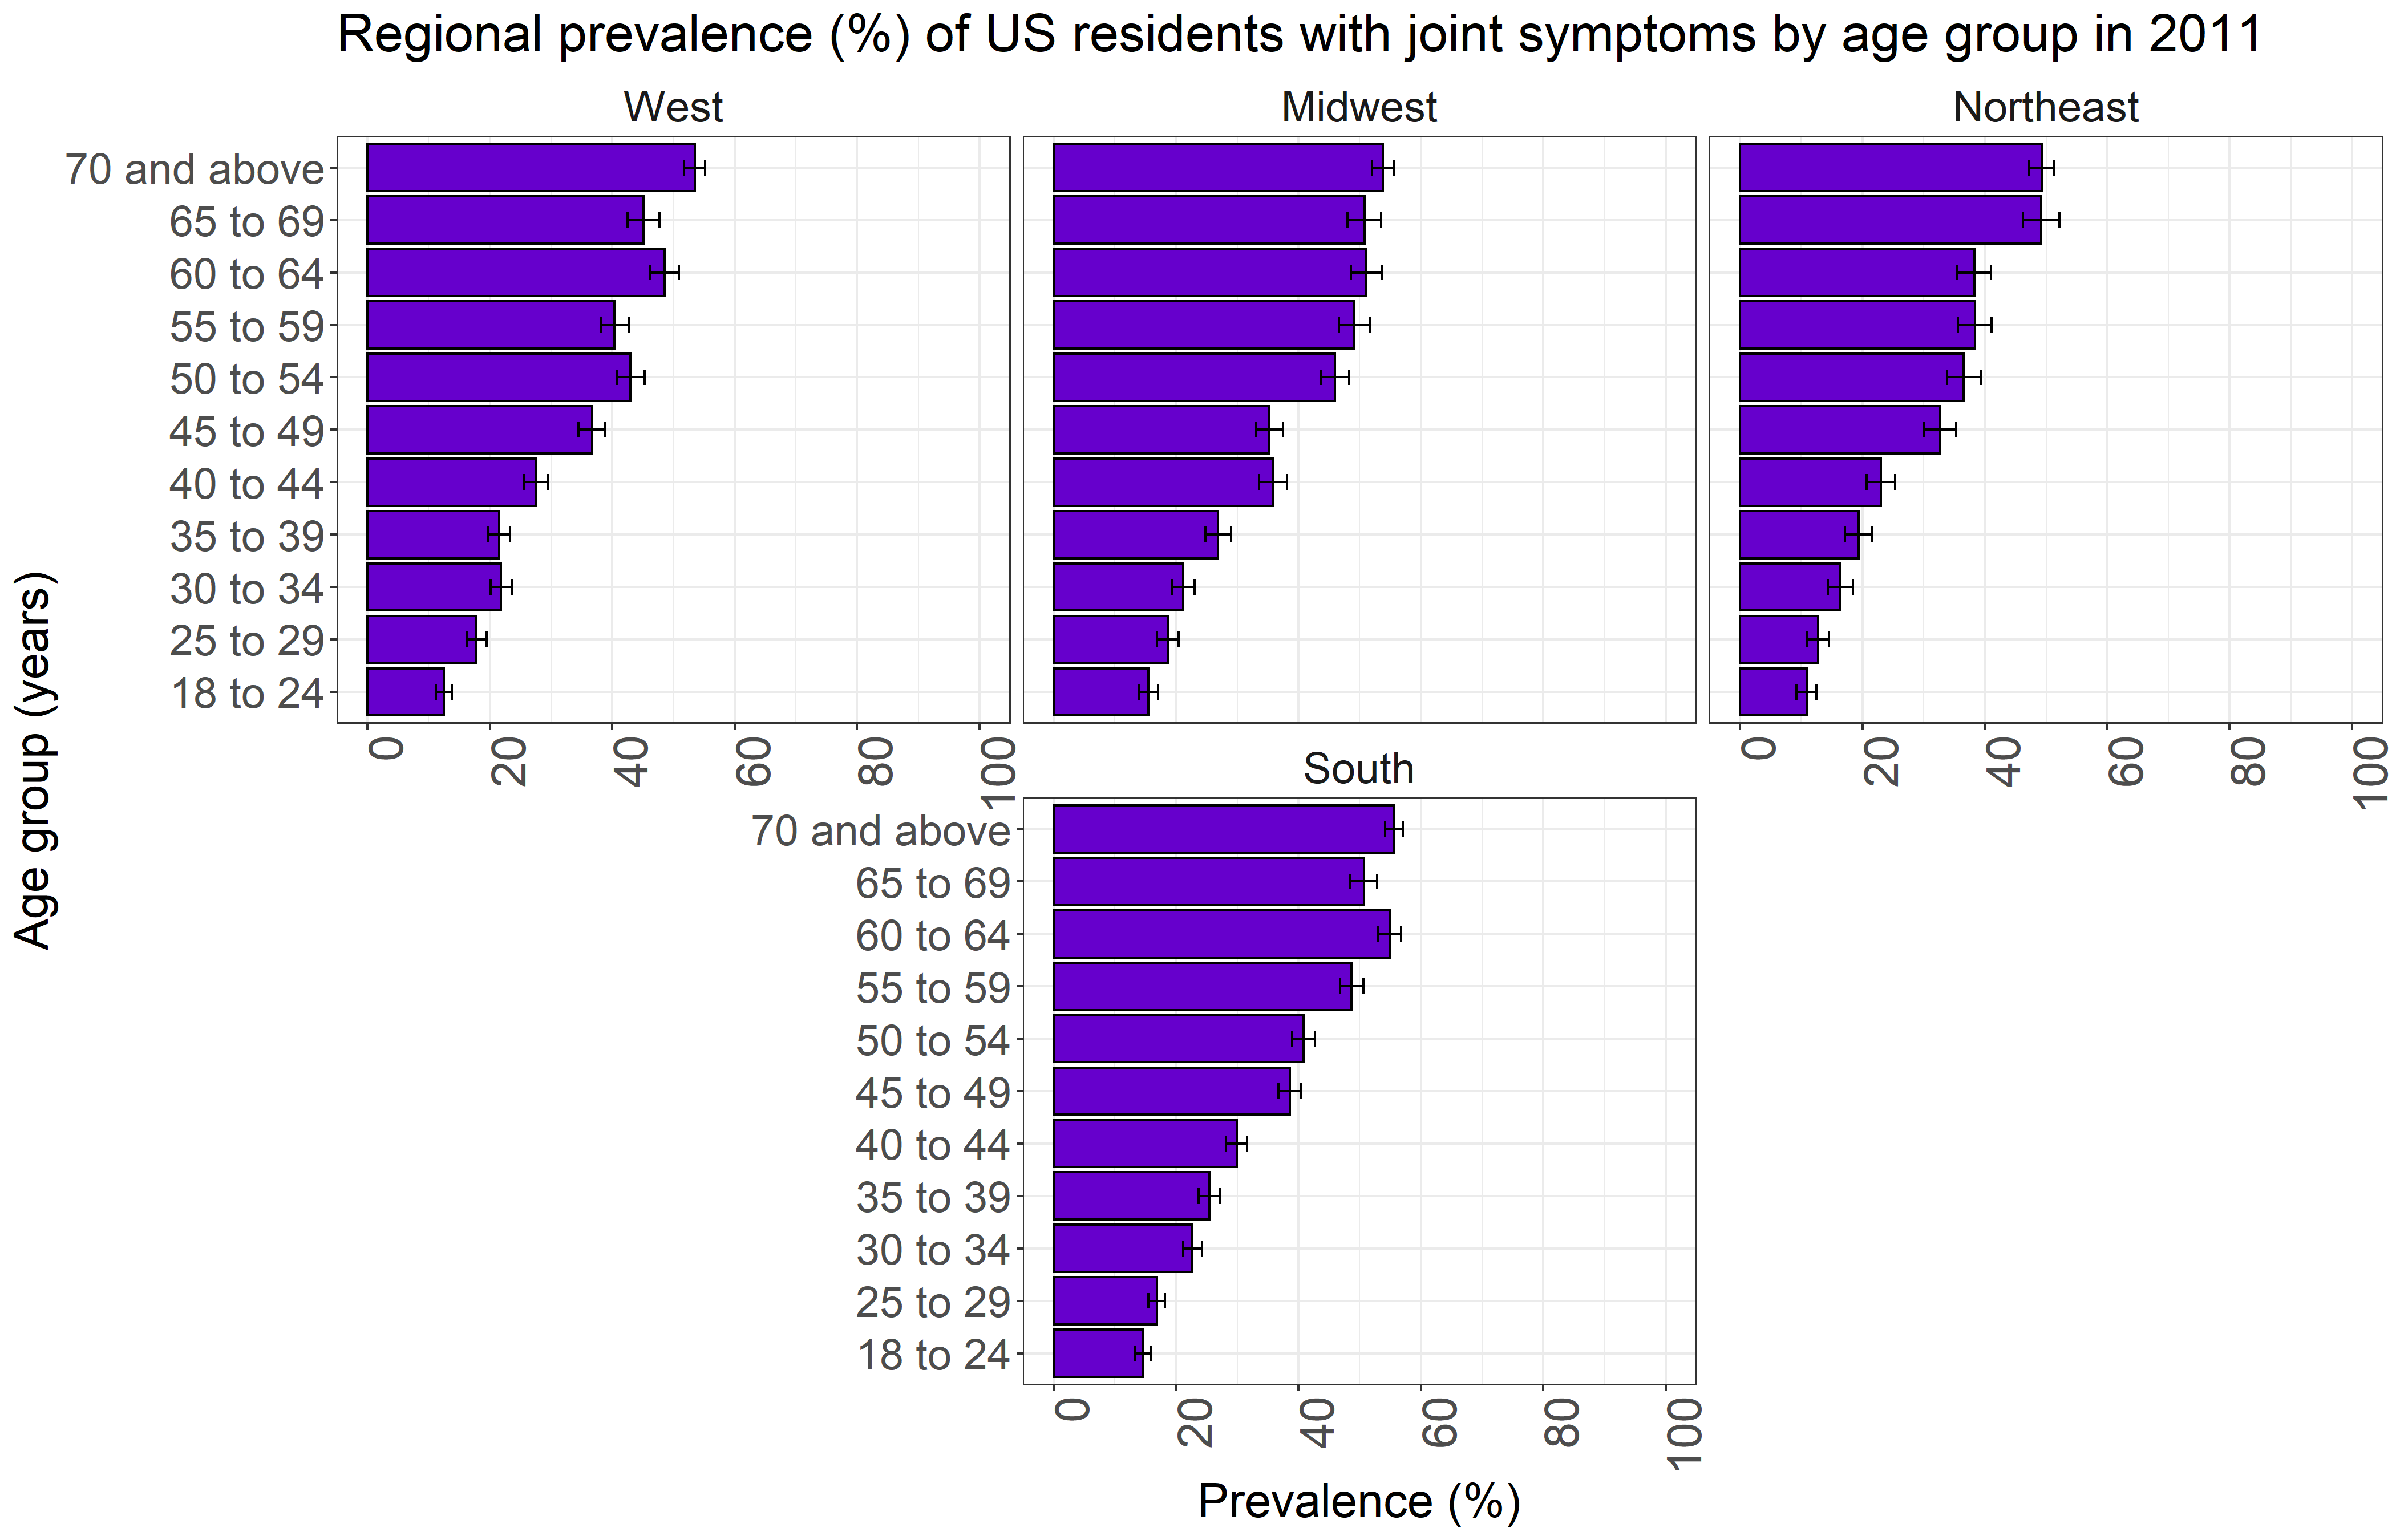 Regional prevalence (%) of US residents with joint symptoms by age group in 2011
West
Midwest
Northeast
70 and above
65 to 69
60 to 64
55 to 59
50 to 54
45 to 49
40 to 44
35 to 39
30 to 34
25 to 29
18 to 24
0 20 40 60 80 100
0 20 40 60 80 100
South
70 and above
65 to 69
60 to 64
55 to 59
50 to 54
45 to 49
40 to 44
35 to 39
30 to 34
25 to 29
18 to 24
0 20 40 60 80 100
Age group (years)
Prevalence (%)